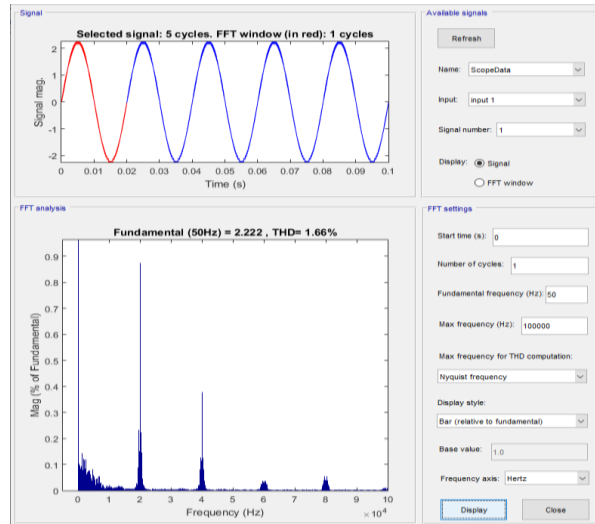 Signal
Selected signal: 5 cycles. FFT window (in red): 1 cycles
2
1
0
-1
-2
Signal mag.
0 0.01 0.02 0.03 0.04 0.05 0.06 0.07 0.08 0.09 0.1
Time (s)
FFT analysis
Fundamental (50Hz) = 2.222 , THD= 1.66%
0.9
0.8
0.7
0.6
0.5
0.4
0.3
0.2
0.1
0
Mag (% of Fundamental)
0 1 2 3 4 5 6 7 8 9 10
Frequency (Hz)
×10⁴
Available signals
Refresh
Name: ScopeData
Input: input 1
Signal number: 1
Display: Signal
FFT window
FFT settings
Start time (s): 0
Number of cycles: 1
Fundamental frequency (Hz): 50
Max frequency (Hz): 100000
Max frequency for THD computation:
Nyquist frequency
Display style:
Bar (relative to fundamental)
Base value: 1.0
Frequency axis: Hertz
Display Close